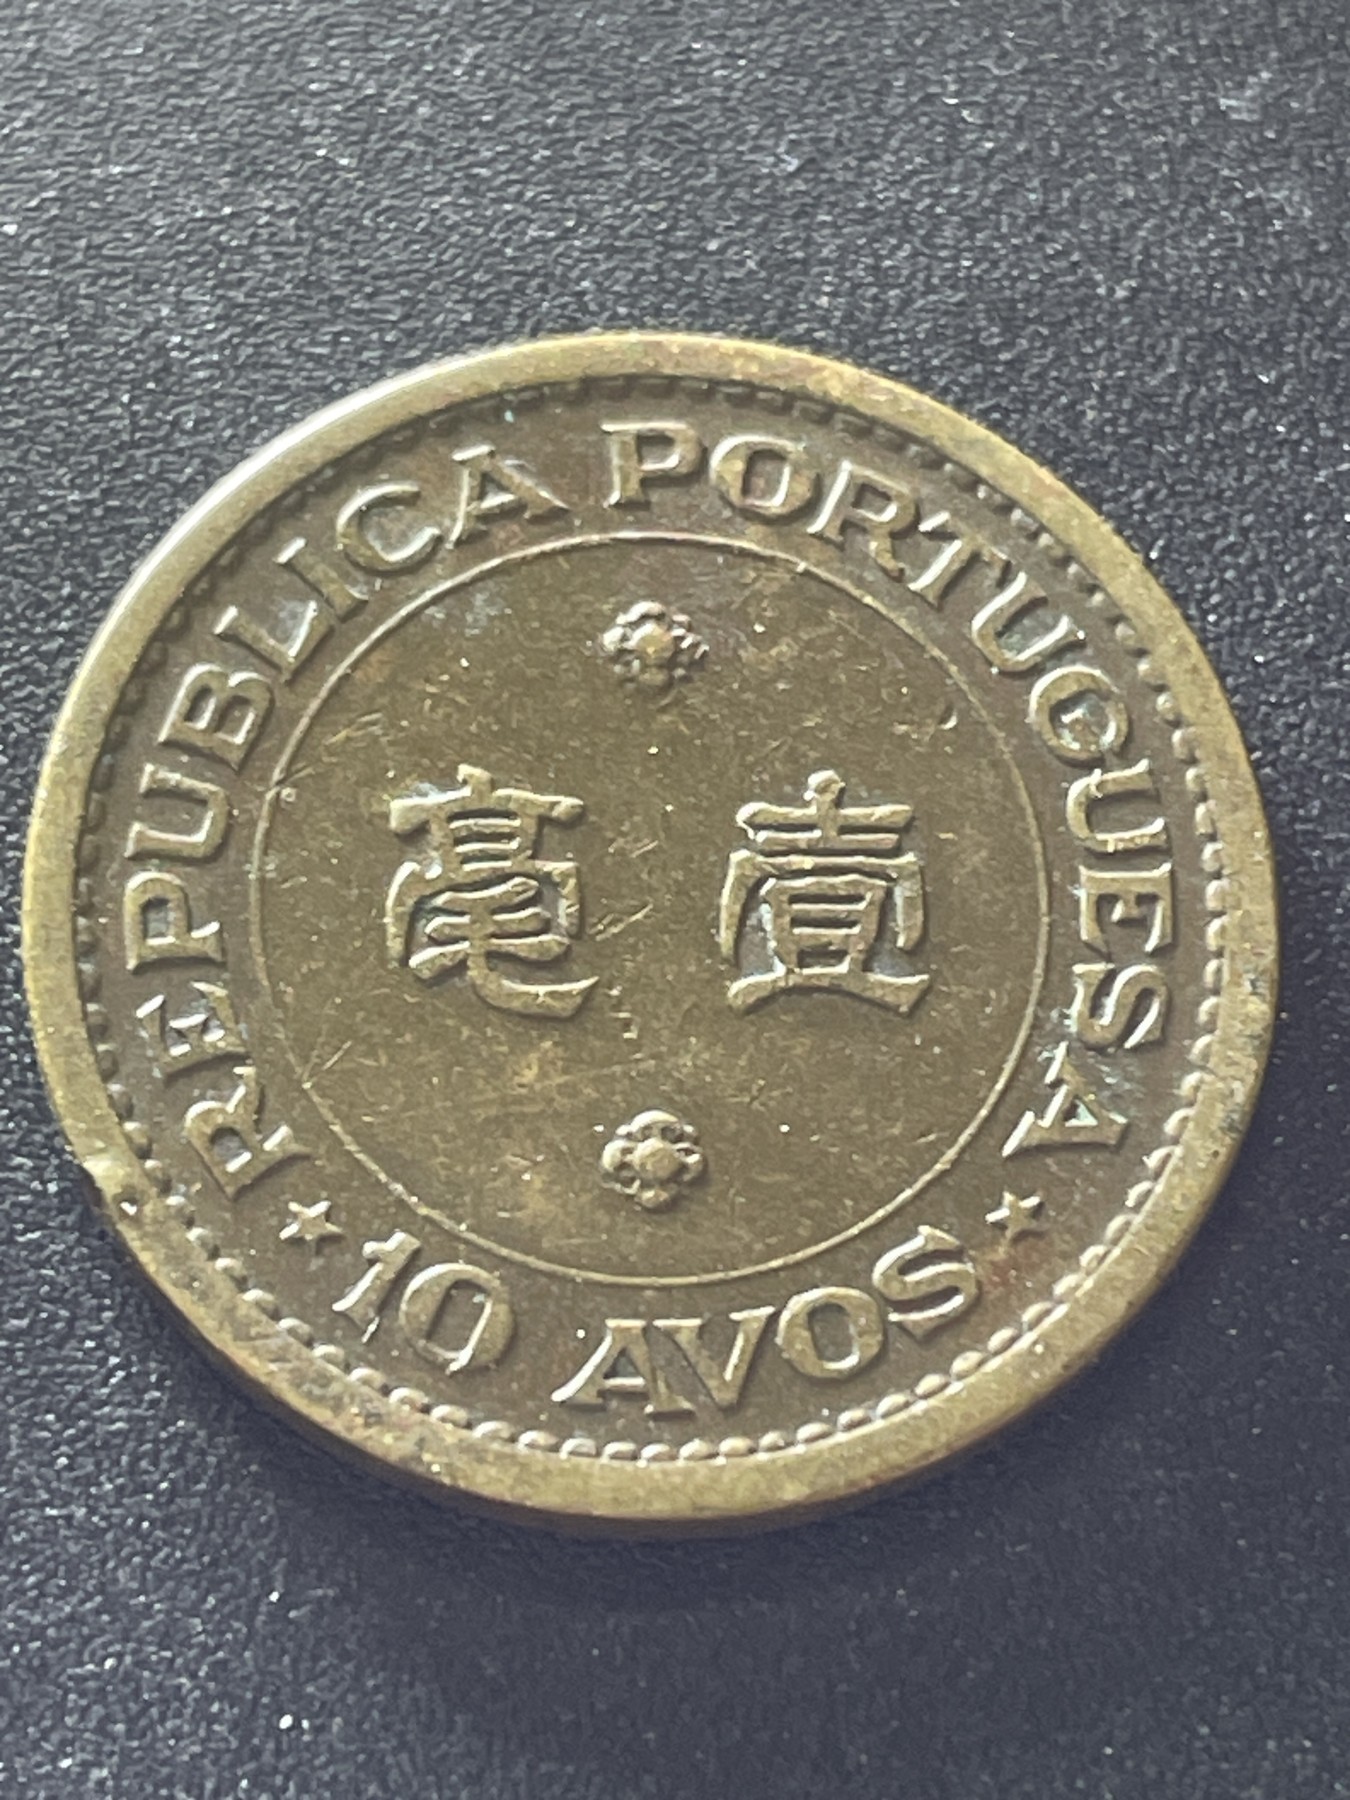 REPUBLICA PORTUGUESA
壹毫
★ 10 AVOS ★